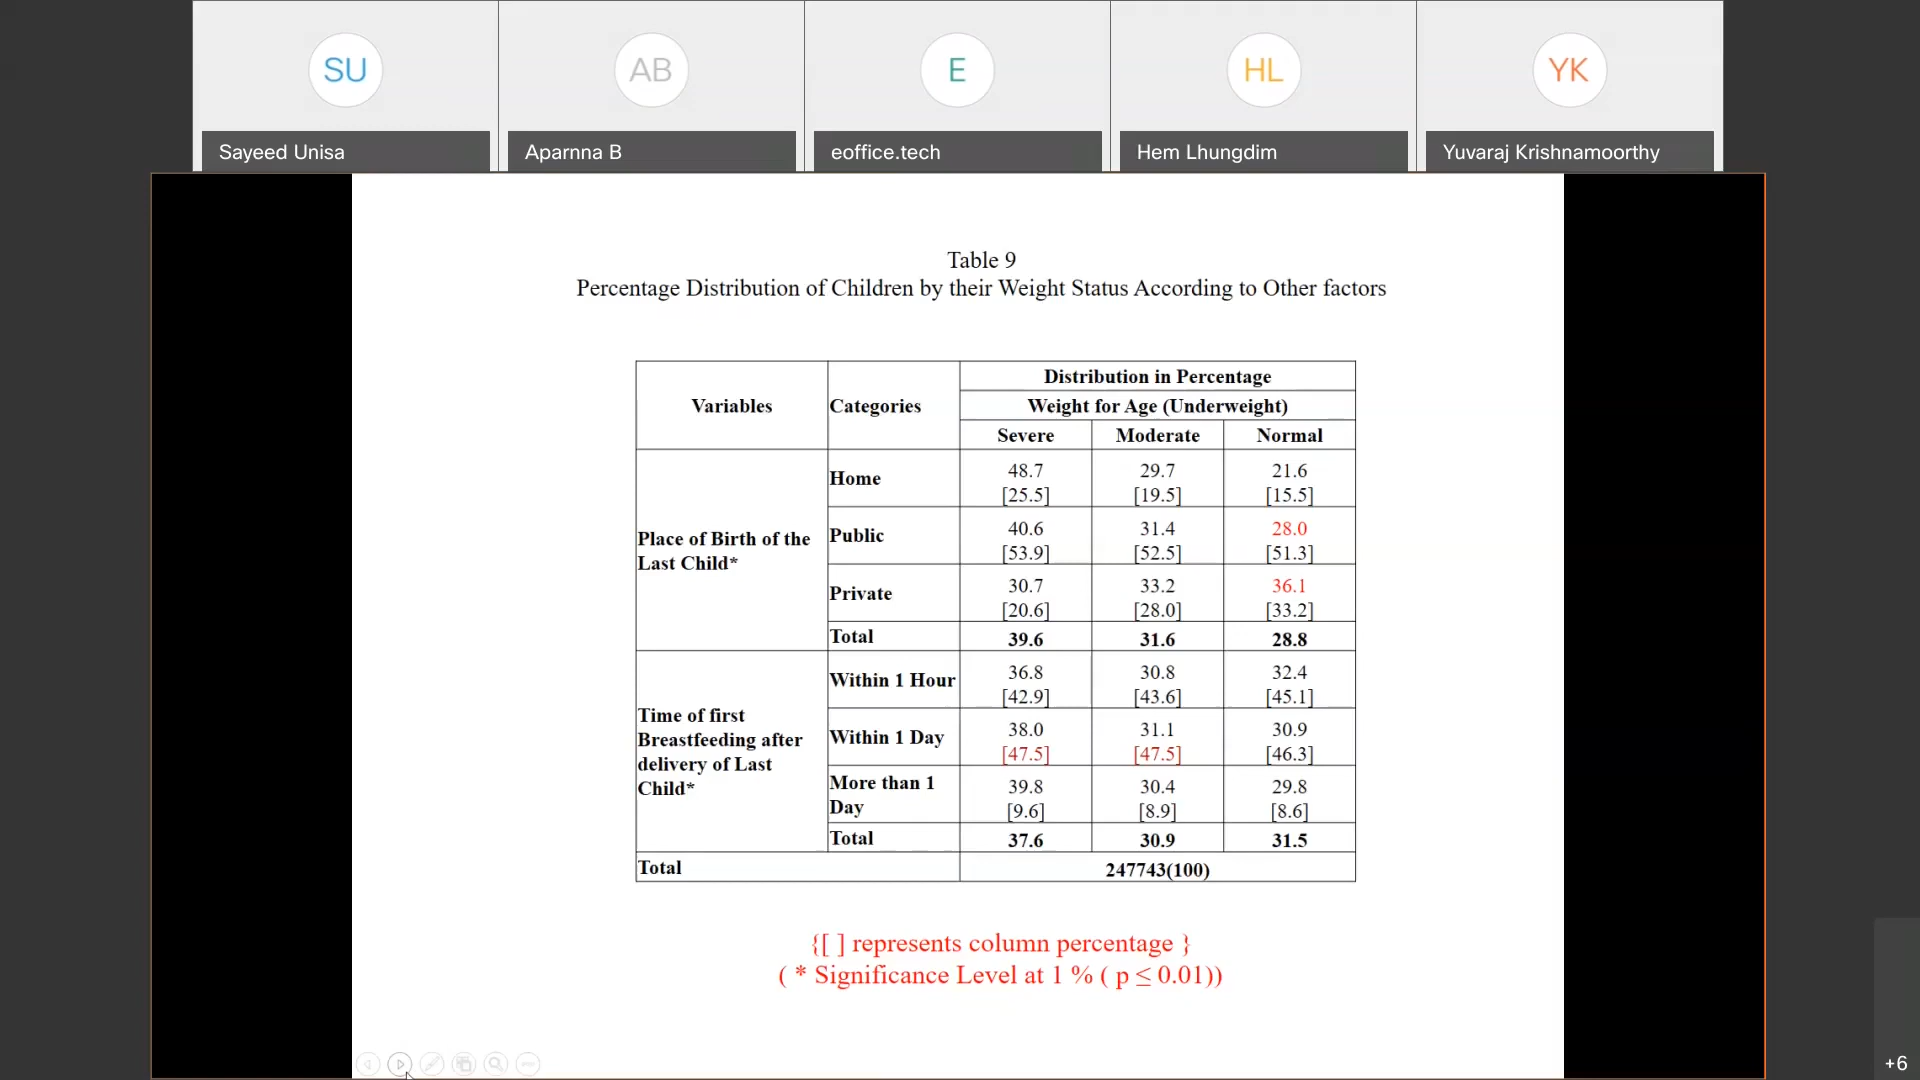 SU
AB
E
HL
YK
Sayeed Unisa
Aparnna B
eoffice.tech
Hem Lhungdim
Yuvaraj Krishnamoorthy
Table 9
Percentage Distribution of Children by their Weight Status According to Other factors
Variables
Categories
Distribution in Percentage
Weight for Age (Underweight)
Severe Moderate Normal
Place of Birth of the
Last Child*
Home
48.7 29.7 21.6
[25.5] [19.5] [15.5]
Public
40.6 31.4 28.0
[53.9] [52.5] [51.3]
Private
30.7 33.2 36.1
[20.6] [28.0] [33.2]
Total 39.6 31.6 28.8
Time of first
Breastfeeding after
delivery of Last
Child*
Within 1 Hour
36.8 30.8 32.4
[42.9] [43.6] [45.1]
Within 1 Day
38.0 31.1 30.9
[47.5] [47.5] [46.3]
More than 1
Day
39.8 30.4 29.8
[9.6] [8.9] [8.6]
Total 37.6 30.9 31.5
Total 247743(100)
{[ ] represents column percentage }
( * Significance Level at 1 % ( p ≤ 0.01))
+6